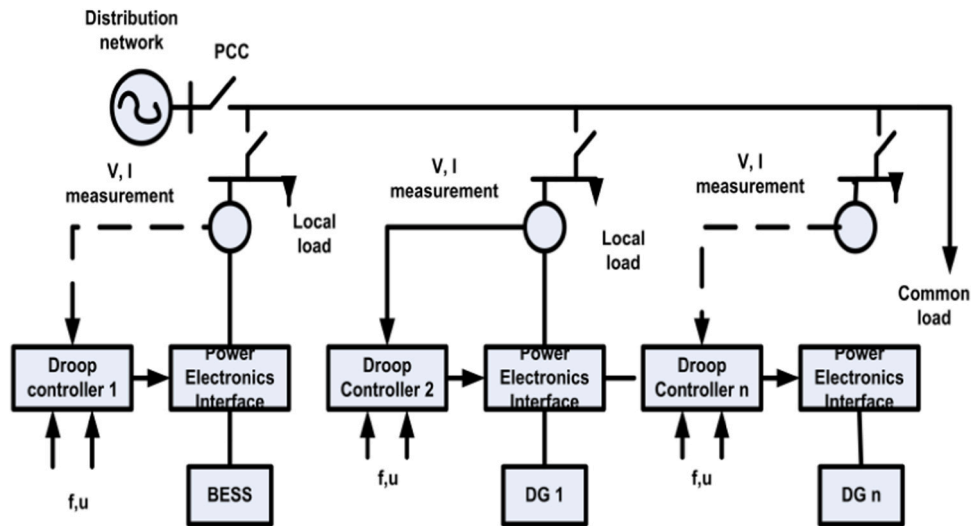 Distribution
network
PCC
V, I
measurement
Local
load
V, I
measurement
Local
load
V, I
measurement
Common
load
Droop
controller 1
Power
Electronics
Interface
Droop
Controller 2
Power
Electronics
Interface
Droop
Controller n
Power
Electronics
Interface
f,u
BESS
f,u
DG 1
f,u
DG n